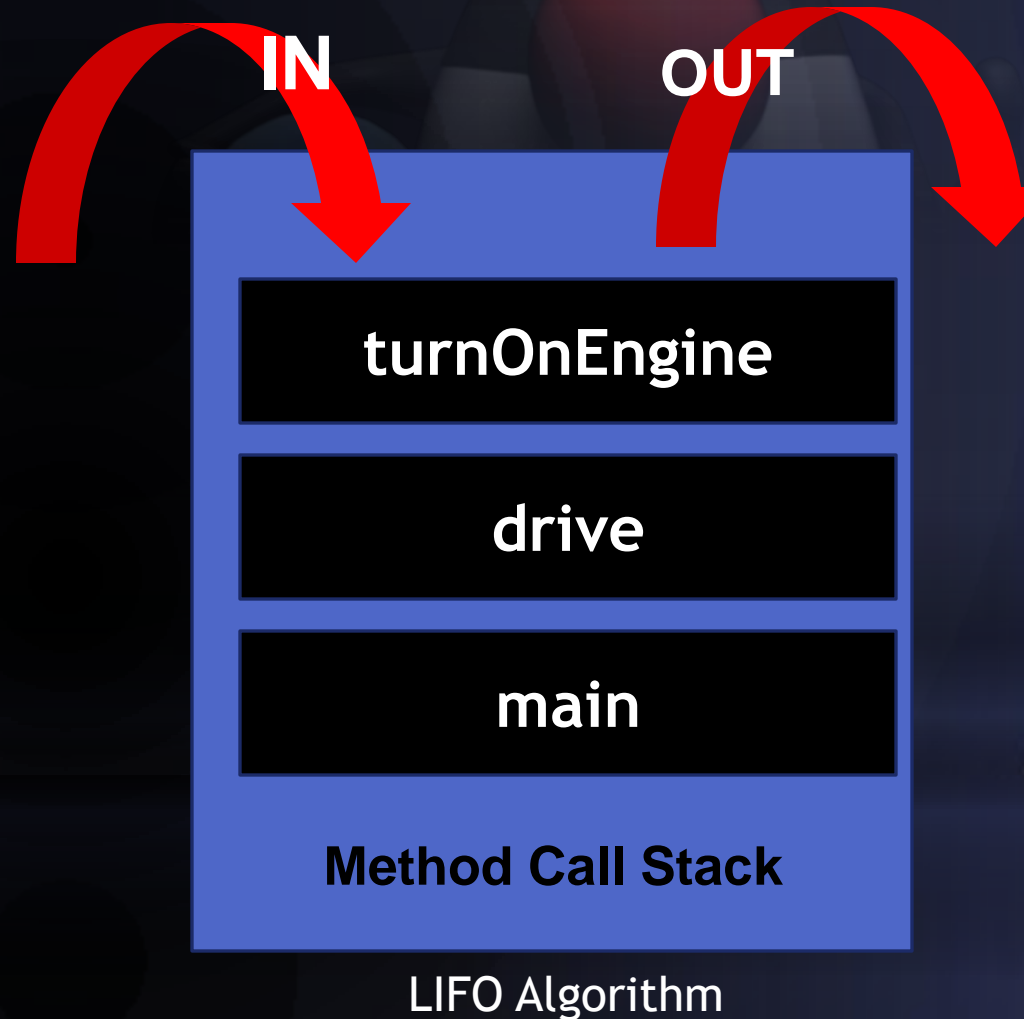 IN
OUT
turnOnEngine
drive
main
Method Call Stack
LIFO Algorithm